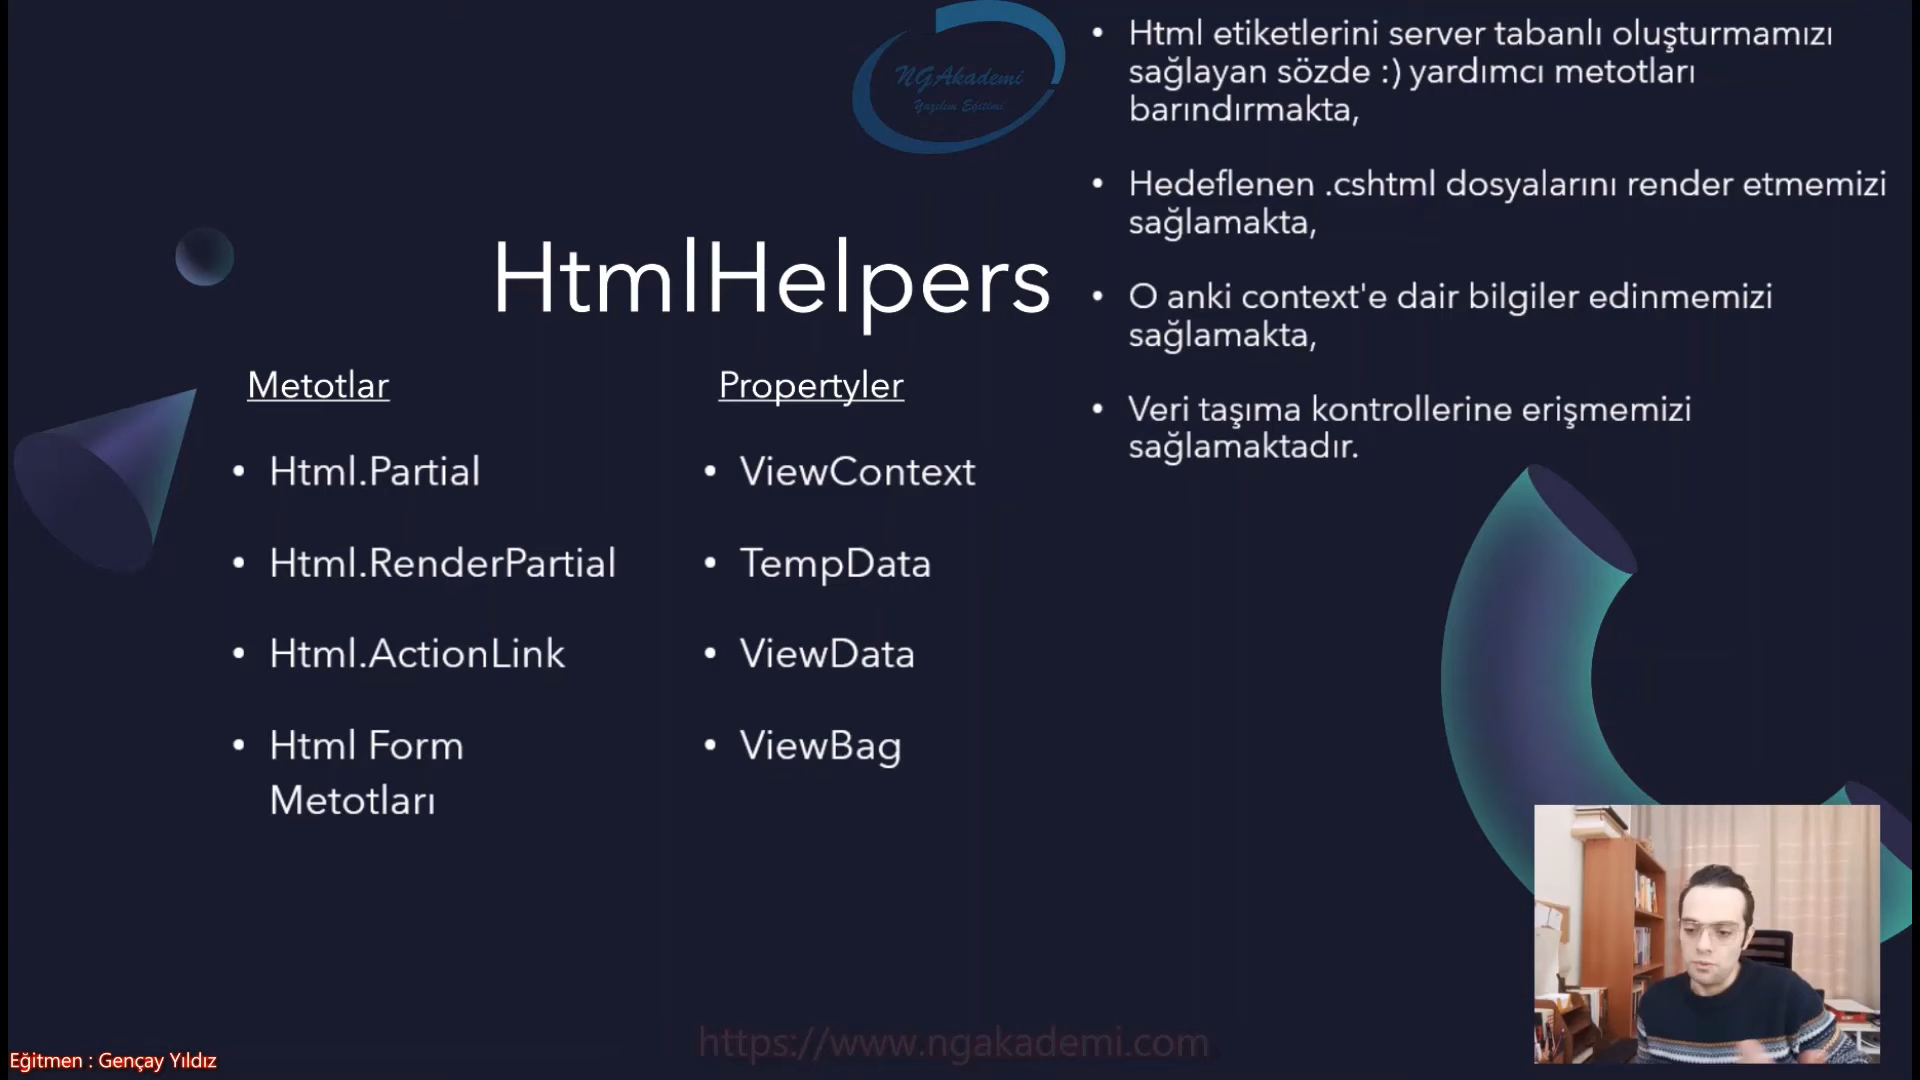 NGAkademi
Yazılım Eğitimi
HtmlHelpers
Metotlar
• Html.Partial
• Html.RenderPartial
• Html.ActionLink
• Html Form
Metotları
Propertyler
• ViewContext
• TempData
• ViewData
• ViewBag
• Html etiketlerini server tabanlı oluşturmamızı
sağlayan sözde :) yardımcı metotları
barındırmakta,
• Hedeflenen .cshtml dosyalarını render etmemizi
sağlamakta,
• O anki context'e dair bilgiler edinmemizi
sağlamakta,
• Veri taşıma kontrollerine erişmemizi
sağlamaktadır.
https://www.ngakademi.com
Eğitmen : Gençay Yıldız